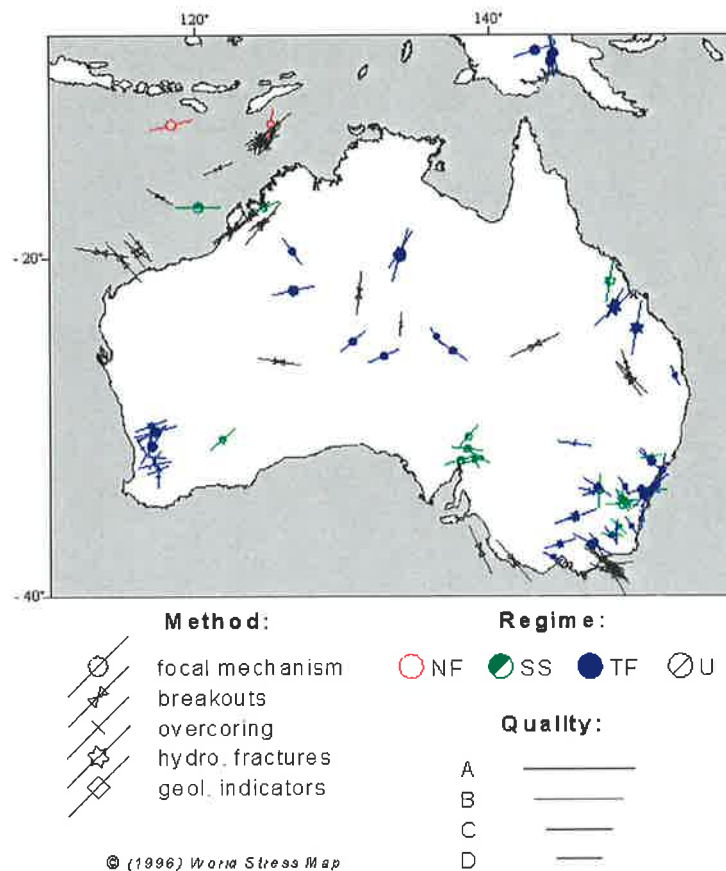 120°
140°
- 20°
- 40°
Method:
focal mechanism
breakouts
overcoring
hydro. fractures
geol. indicators
Regime:
NF
SS
TF
U
Quality:
A
B
C
D
© (1996) World Stress Map